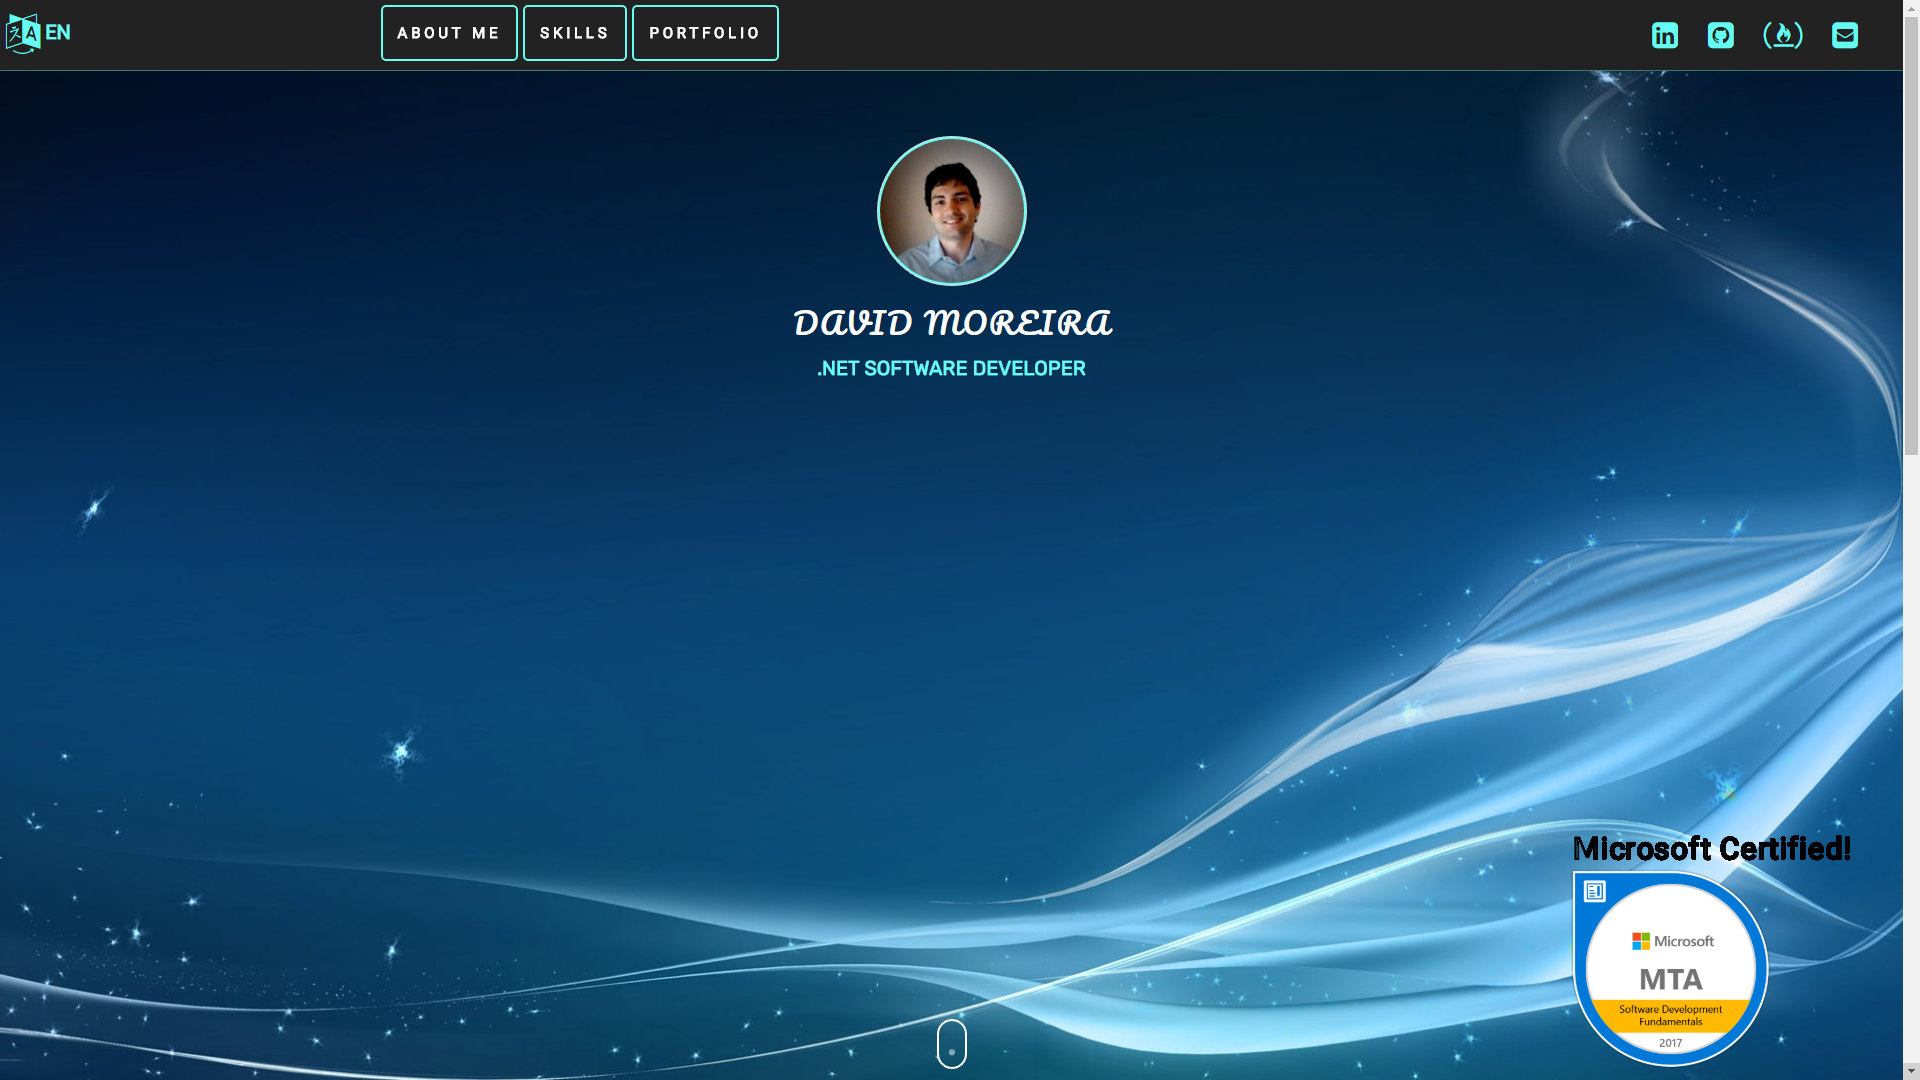 A EN
ABOUT ME
SKILLS
PORTFOLIO
DAVID MOREIRA
.NET SOFTWARE DEVELOPER
Microsoft Certified!
Microsoft
MTA
Software Development
Fundamentals
2017